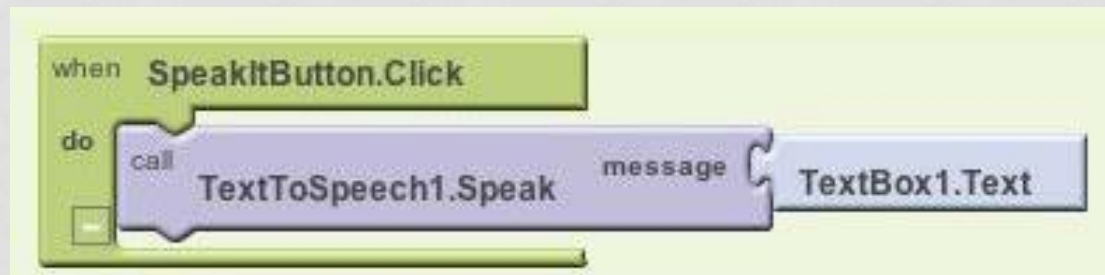 when SpeakItButton.Click
do call TextToSpeech1.Speak message TextBox1.Text